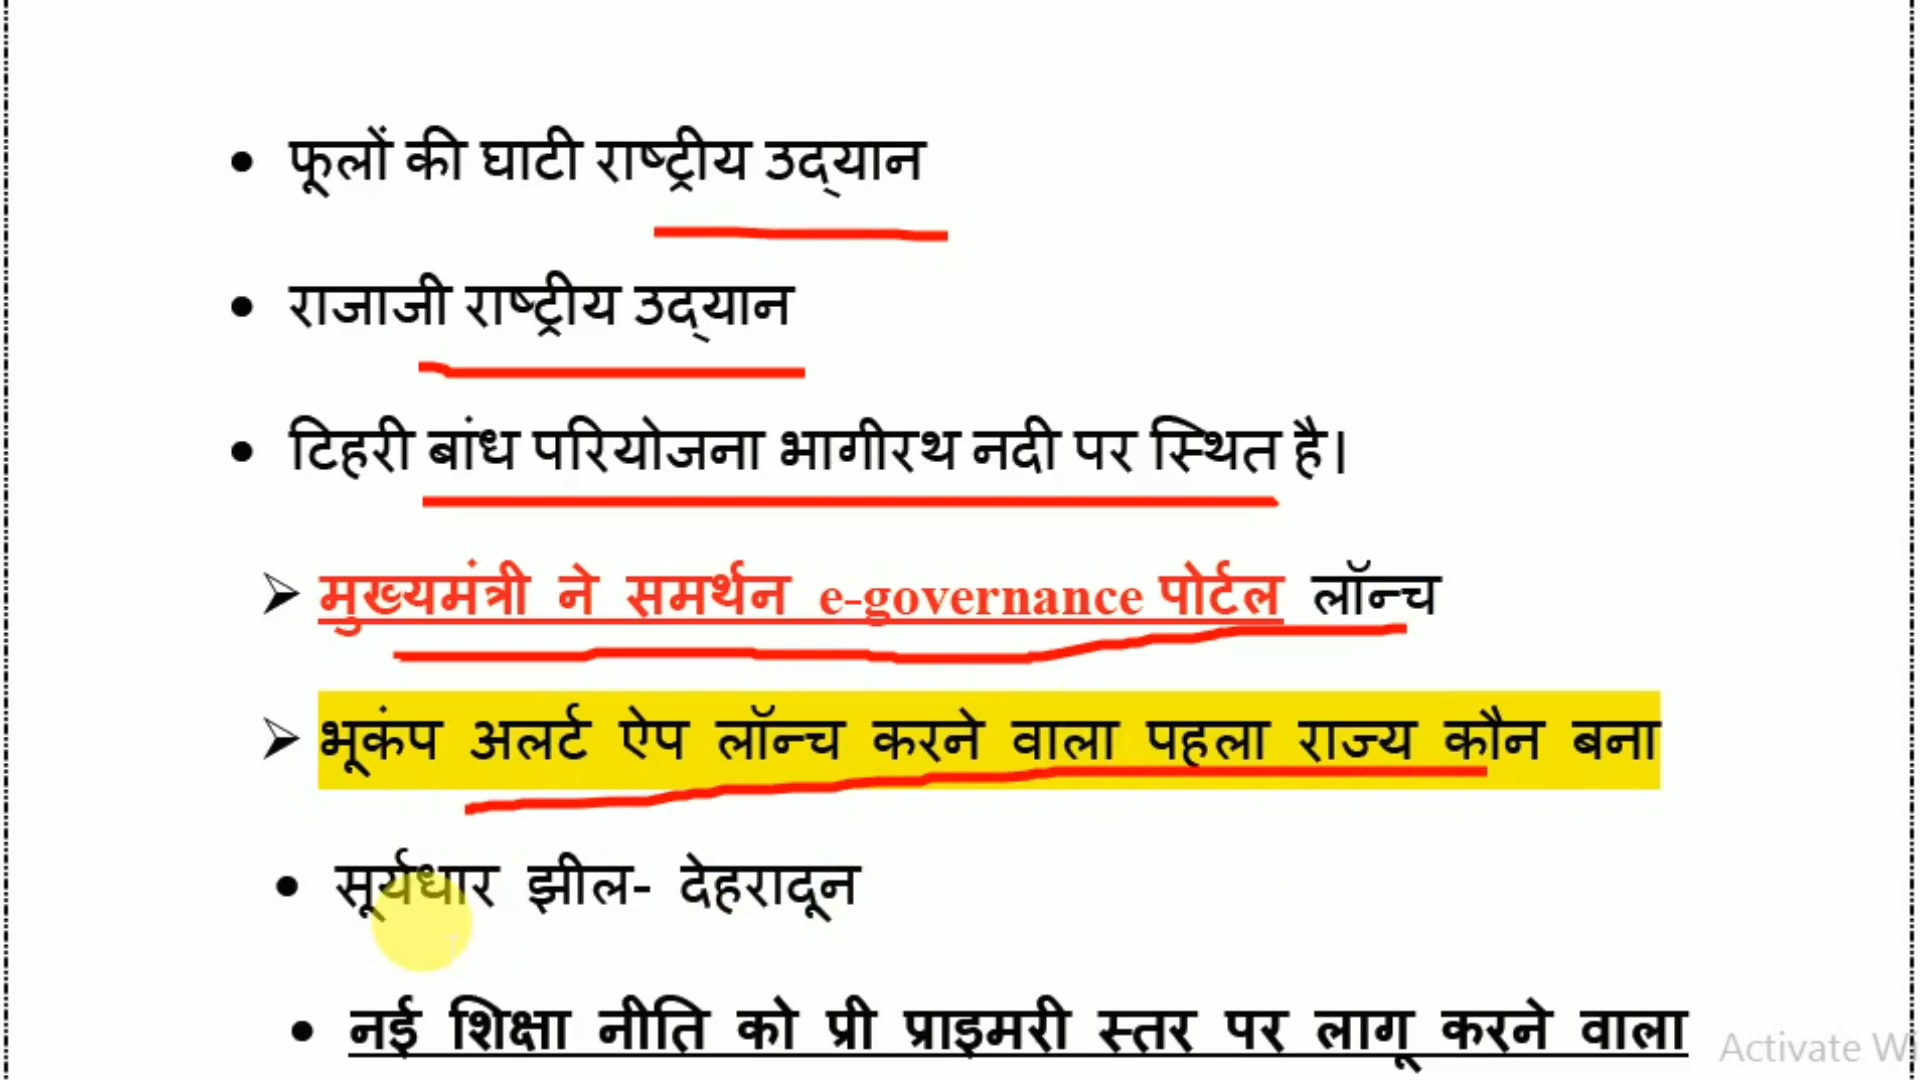 • फूलों की घाटी राष्ट्रीय उद्‌यान
• राजाजी राष्ट्रीय उद्‌यान
• टिहरी बांध परियोजना भागीरथ नदी पर स्थित है।
➢ मुख्यमंत्री ने समर्थन e-governance पोर्टल लॉन्च
➢ भूकंप अलर्ट ऐप लॉन्च करने वाला पहला राज्य कौन बना
• सूर्यधार झील- देहरादून
• नई शिक्षा नीति को प्री प्राइमरी स्तर पर लागू करने वाला
Activate W